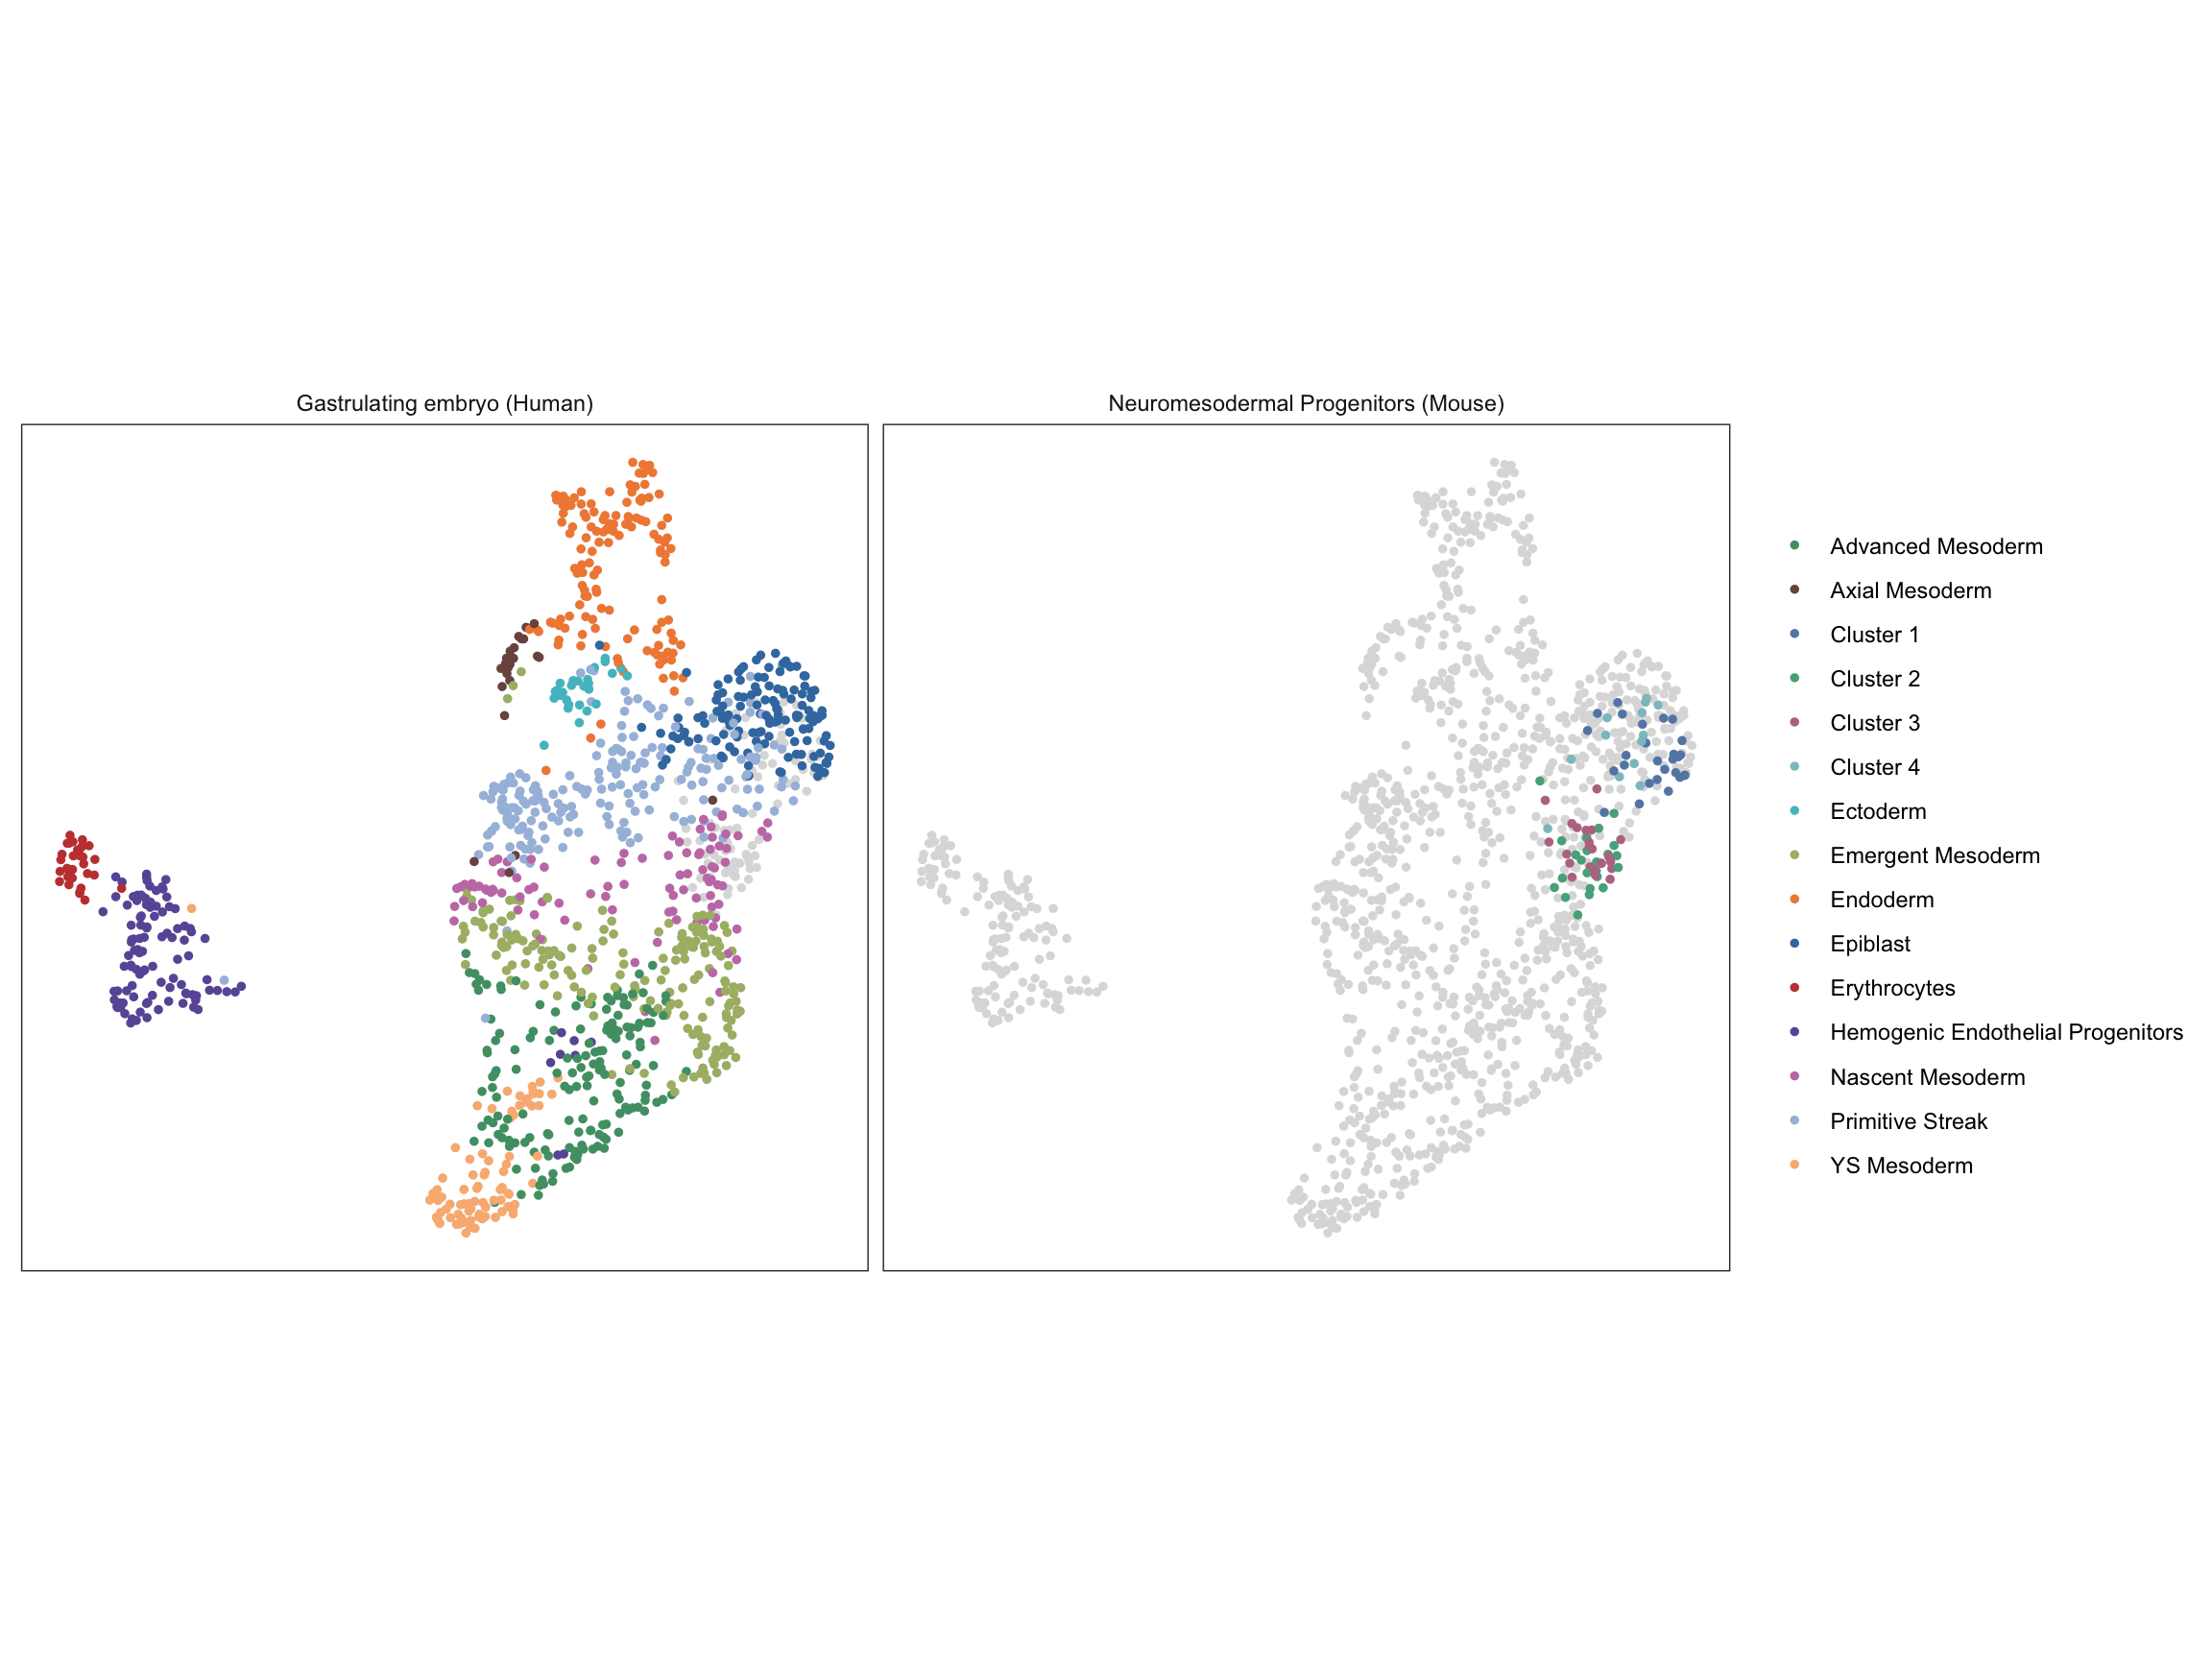 Gastrulating embryo (Human)
Neuromesodermal Progenitors (Mouse)
Advanced Mesoderm
Axial Mesoderm
Cluster 1
Cluster 2
Cluster 3
Cluster 4
Ectoderm
Emergent Mesoderm
Endoderm
Epiblast
Erythrocytes
Hemogenic Endothelial Progenitors
Nascent Mesoderm
Primitive Streak
YS Mesoderm